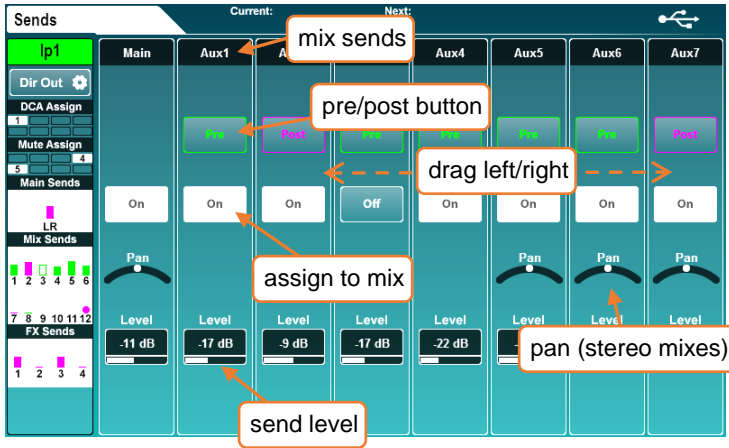 Sends
Current:
Next:
Ip1
Dir Out
DCA Assign
1
Mute Assign
4
5
Main Sends
LR
Mix Sends
1 2 3 4 5 6
7 8 9 10 11 12
FX Sends
1 2 3 4
Main Aux1 A Aux4 Aux5 Aux6 Aux7
mix sends
pre/post button
Pre Post Pre Pre Pre Pre Post
drag left/right
On On On Off On On On On
assign to mix
Pan Pan Pan Pan
pan (stereo mixes)
Level Level Level Level Level Level Level Level
-11 dB -17 dB -9 dB -17 dB -22 dB
send level